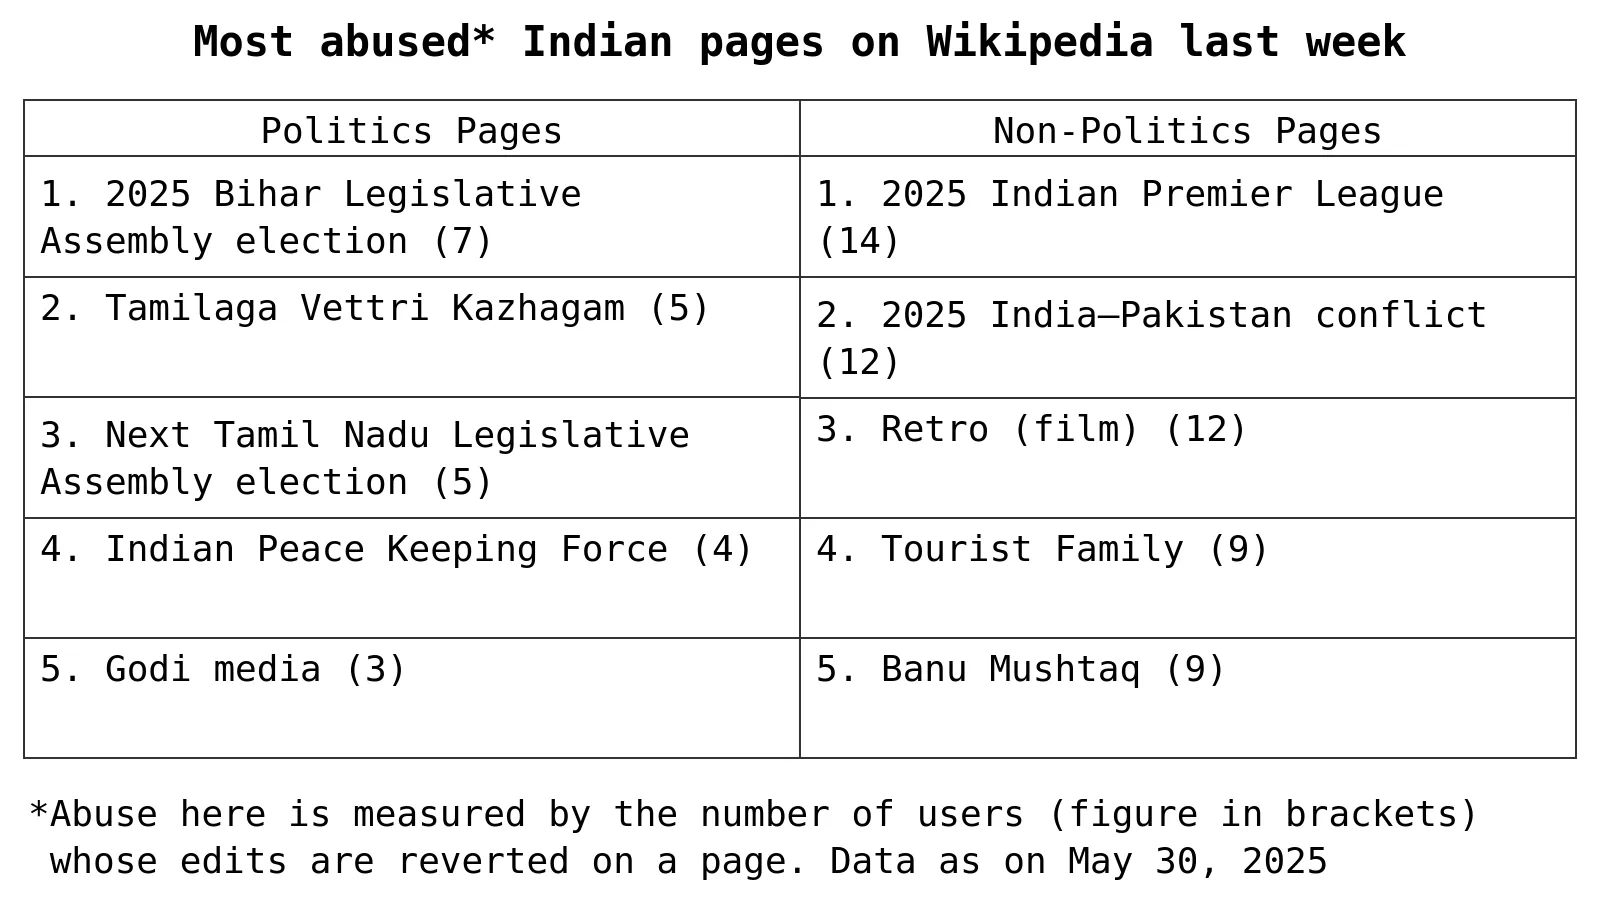 Most abused* Indian pages on Wikipedia last week
Politics Pages
Non-Politics Pages
1. 2025 Bihar Legislative
Assembly election (7)
1. 2025 Indian Premier League
(14)
2. Tamilaga Vettri Kazhagam (5)
2. 2025 India–Pakistan conflict
(12)
3. Next Tamil Nadu Legislative
Assembly election (5)
3. Retro (film) (12)
4. Indian Peace Keeping Force (4)
4. Tourist Family (9)
5. Godi media (3)
5. Banu Mushtaq (9)
*Abuse here is measured by the number of users (figure in brackets)
whose edits are reverted on a page. Data as on May 30, 2025